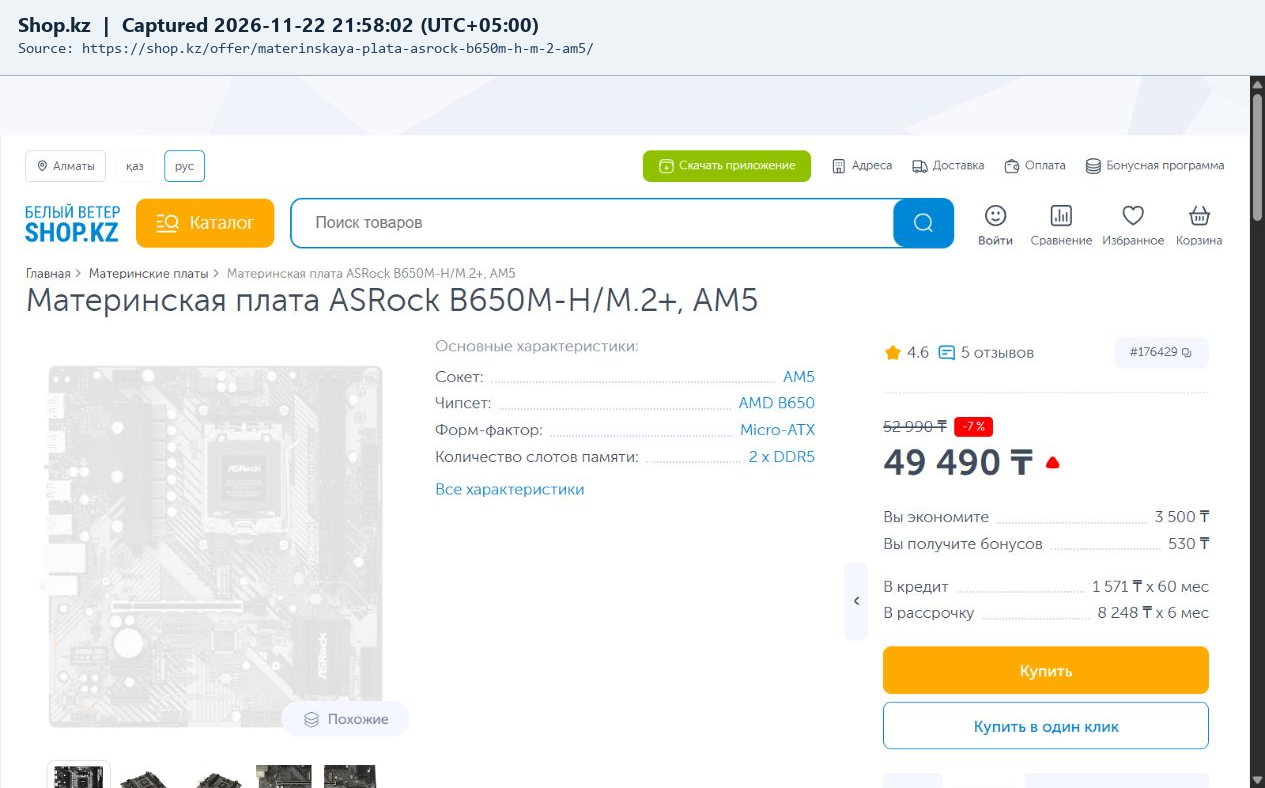 Shop.kz | Captured 2026-11-22 21:58:02 (UTC+05:00)
Source: https://shop.kz/offer/materinskaya-plata-asrock-b650m-h-m-2-am5/
Алматы қаз рус Скачать приложение Адреса Доставка Оплата Бонусная программа
БЕЛЫЙ ВЕТЕР
SHOP.KZ
Каталог Поиск товаров Войти Сравнение Избранное Корзина
Главная > Материнские платы > Материнская плата ASRock B650M-H/M.2+, AM5
Материнская плата ASRock B650M-H/M.2+, AM5
Основные характеристики:
Сокет: AM5
Чипсет: AMD B650
Форм-фактор: Micro-ATX
Количество слотов памяти: 2 x DDR5
Все характеристики
ASRock
ASRock
Похожие
4.6 5 отзывов #176429
52 990 ₸ -7 %
49 490 ₸
Вы экономите 3 500 ₸
Вы получите бонусов 530 ₸
В кредит 1 571 ₸ x 60 мес
В рассрочку 8 248 ₸ x 6 мес
Купить
Купить в один клик